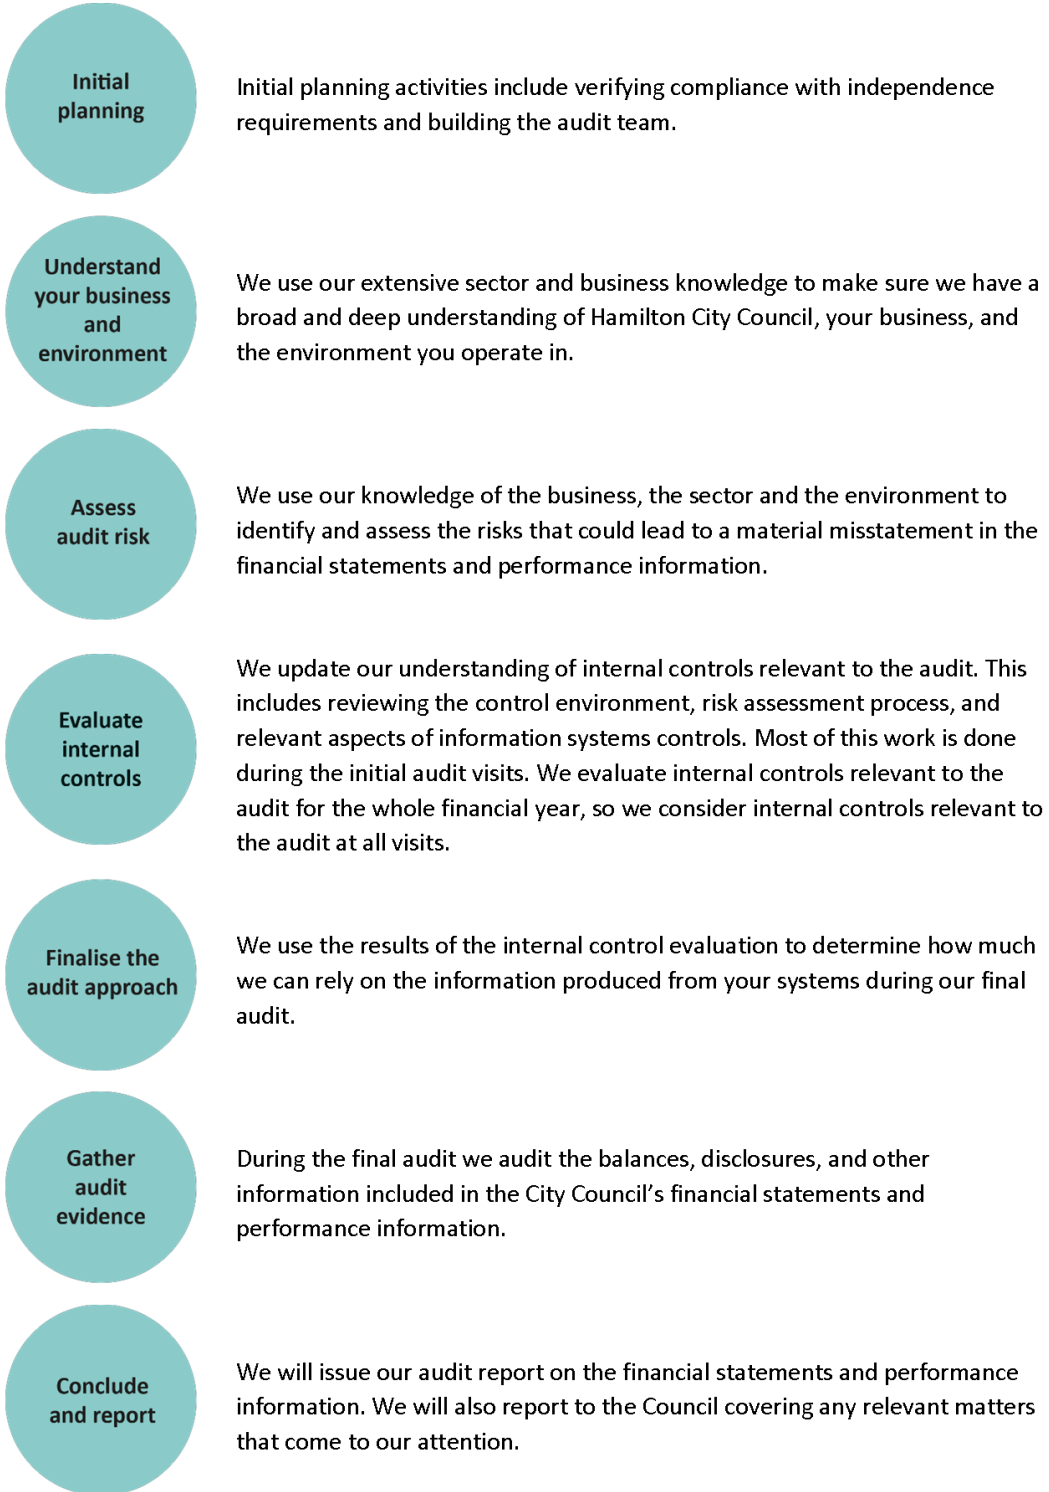 Initial
planning
Initial planning activities include verifying compliance with independence
requirements and building the audit team.
Understand
your business
and
environment
We use our extensive sector and business knowledge to make sure we have a
broad and deep understanding of Hamilton City Council, your business, and
the environment you operate in.
Assess
audit risk
We use our knowledge of the business, the sector and the environment to
identify and assess the risks that could lead to a material misstatement in the
financial statements and performance information.
Evaluate
internal
controls
We update our understanding of internal controls relevant to the audit. This
includes reviewing the control environment, risk assessment process, and
relevant aspects of information systems controls. Most of this work is done
during the initial audit visits. We evaluate internal controls relevant to the
audit for the whole financial year, so we consider internal controls relevant to
the audit at all visits.
Finalise the
audit approach
We use the results of the internal control evaluation to determine how much
we can rely on the information produced from your systems during our final
audit.
Gather
audit
evidence
During the final audit we audit the balances, disclosures, and other
information included in the City Council’s financial statements and
performance information.
Conclude
and report
We will issue our audit report on the financial statements and performance
information. We will also report to the Council covering any relevant matters
that come to our attention.